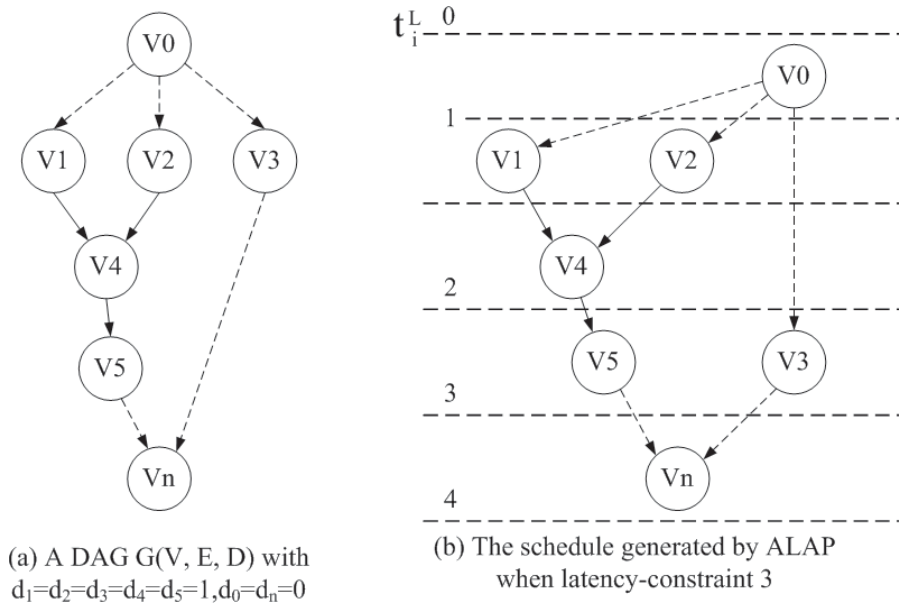 V0
V1 V2 V3
V4
V5
Vn
(a) A DAG G(V, E, D) with
d₁=d₂=d₃=d₄=d₅=1,d₀=dₙ=0
tᵢᴸ 0
V0
1
V1 V2
V4
2
V5 V3
3
Vn
4
(b) The schedule generated by ALAP
when latency-constraint 3